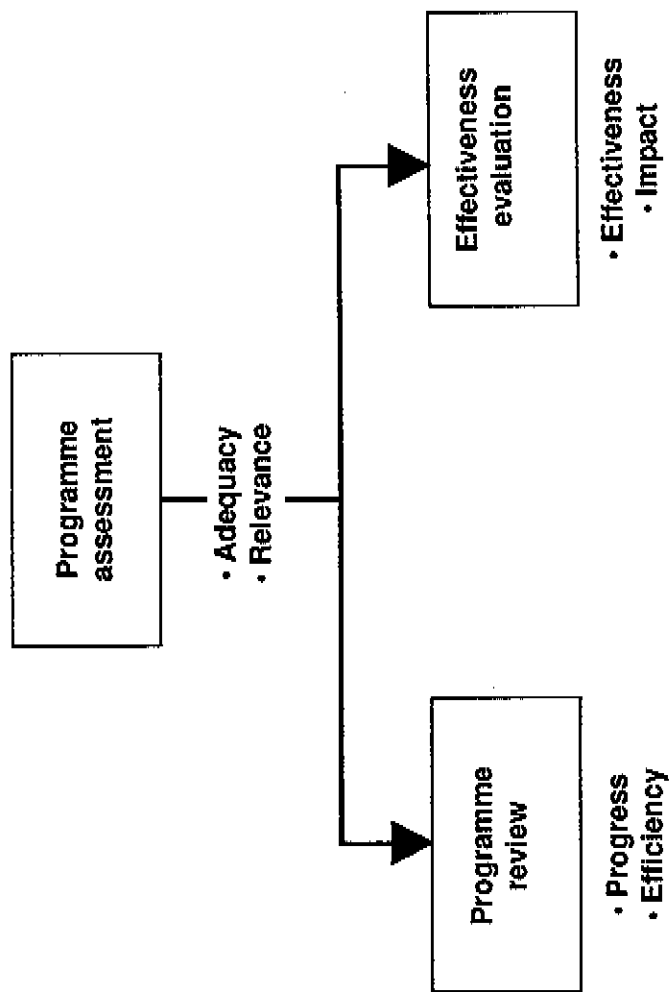 Programme
assessment
• Adequacy
• Relevance
Programme
review
• Progress
• Efficiency
Effectiveness
evaluation
• Effectiveness
• Impact